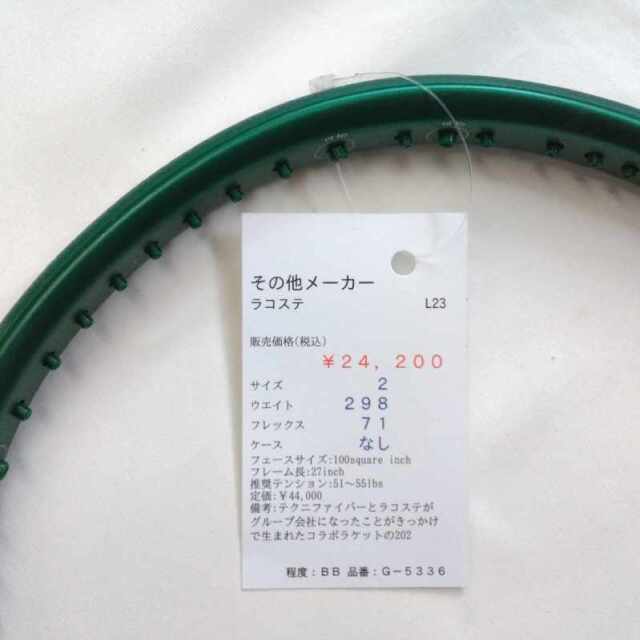 その他メーカー
ラコステ L23
販売価格(税込)
￥24,200
サイズ 2
ウエイト 298
フレックス 71
ケース なし
フェースサイズ:100square inch
フレーム長:27inch
推奨テンション:51～55lbs
定価:￥44,000
備考:テクニファイバーとラコステが
グループ会社になったことがきっかけ
で生まれたコラボラケットの202
程度:BB 品番:G-5336